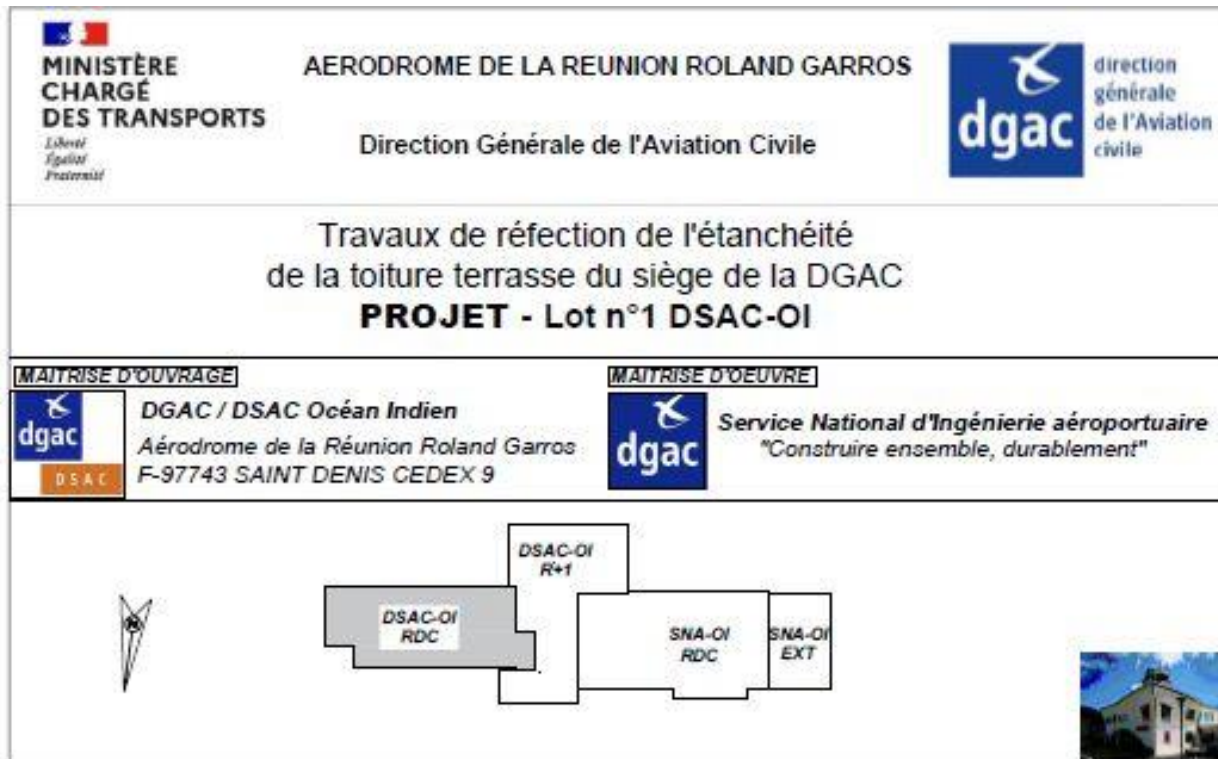 MINISTÈRE
CHARGÉ
DES TRANSPORTS
Liberté
Égalité
Fraternité
AERODROME DE LA REUNION ROLAND GARROS
Direction Générale de l'Aviation Civile
dgac
direction
générale
de l'Aviation
civile
Travaux de réfection de l'étanchéité
de la toiture terrasse du siège de la DGAC
PROJET - Lot n°1 DSAC-OI
MAITRISE D'OUVRAGE
dgac
DSAC
DGAC / DSAC Océan Indien
Aérodrome de la Réunion Roland Garros
F-97743 SAINT DENIS CEDEX 9
MAITRISE D'OEUVRE
dgac
Service National d'Ingénierie aéroportuaire
"Construire ensemble, durablement"
DSAC-OI
R+1
DSAC-OI
RDC
SNA-OI
RDC
SNA-OI
EXT
N